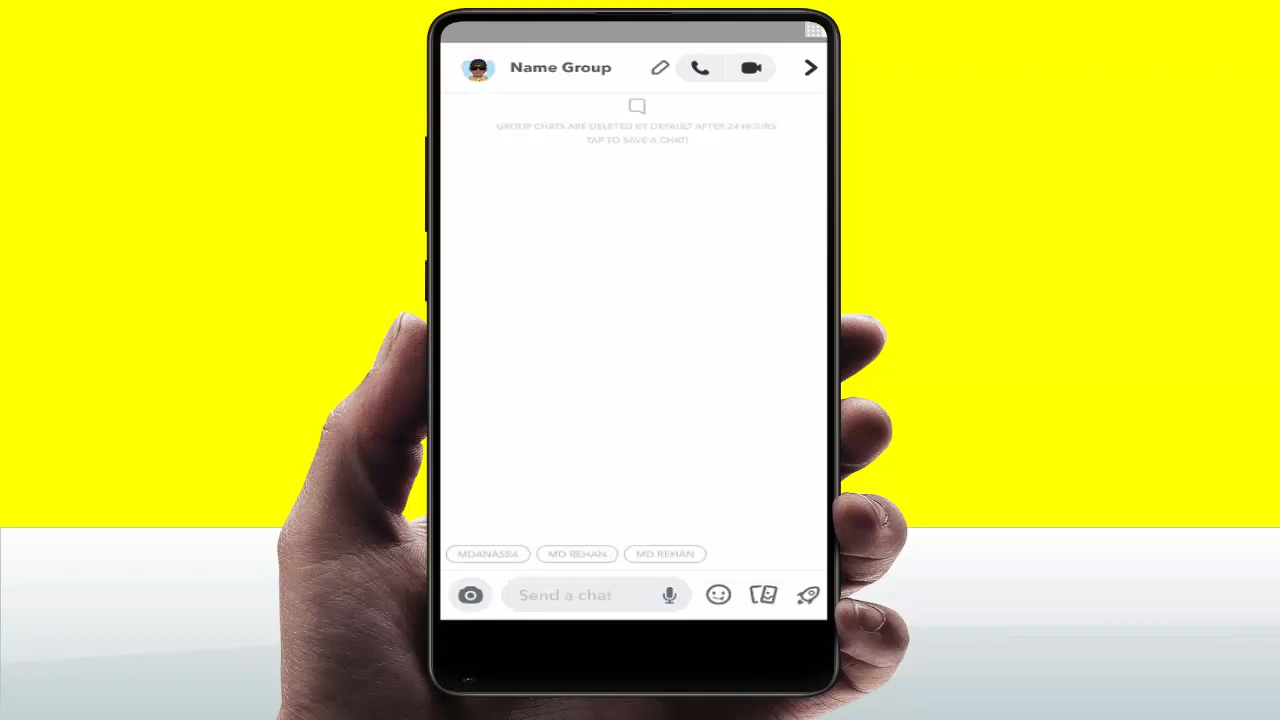 Name Group
GROUP CHATS ARE DELETED BY DEFAULT AFTER 24 HOURS.
TAP TO SAVE A CHAT!
MD4NAS84 MD REHAN MD REHAN
Send a chat